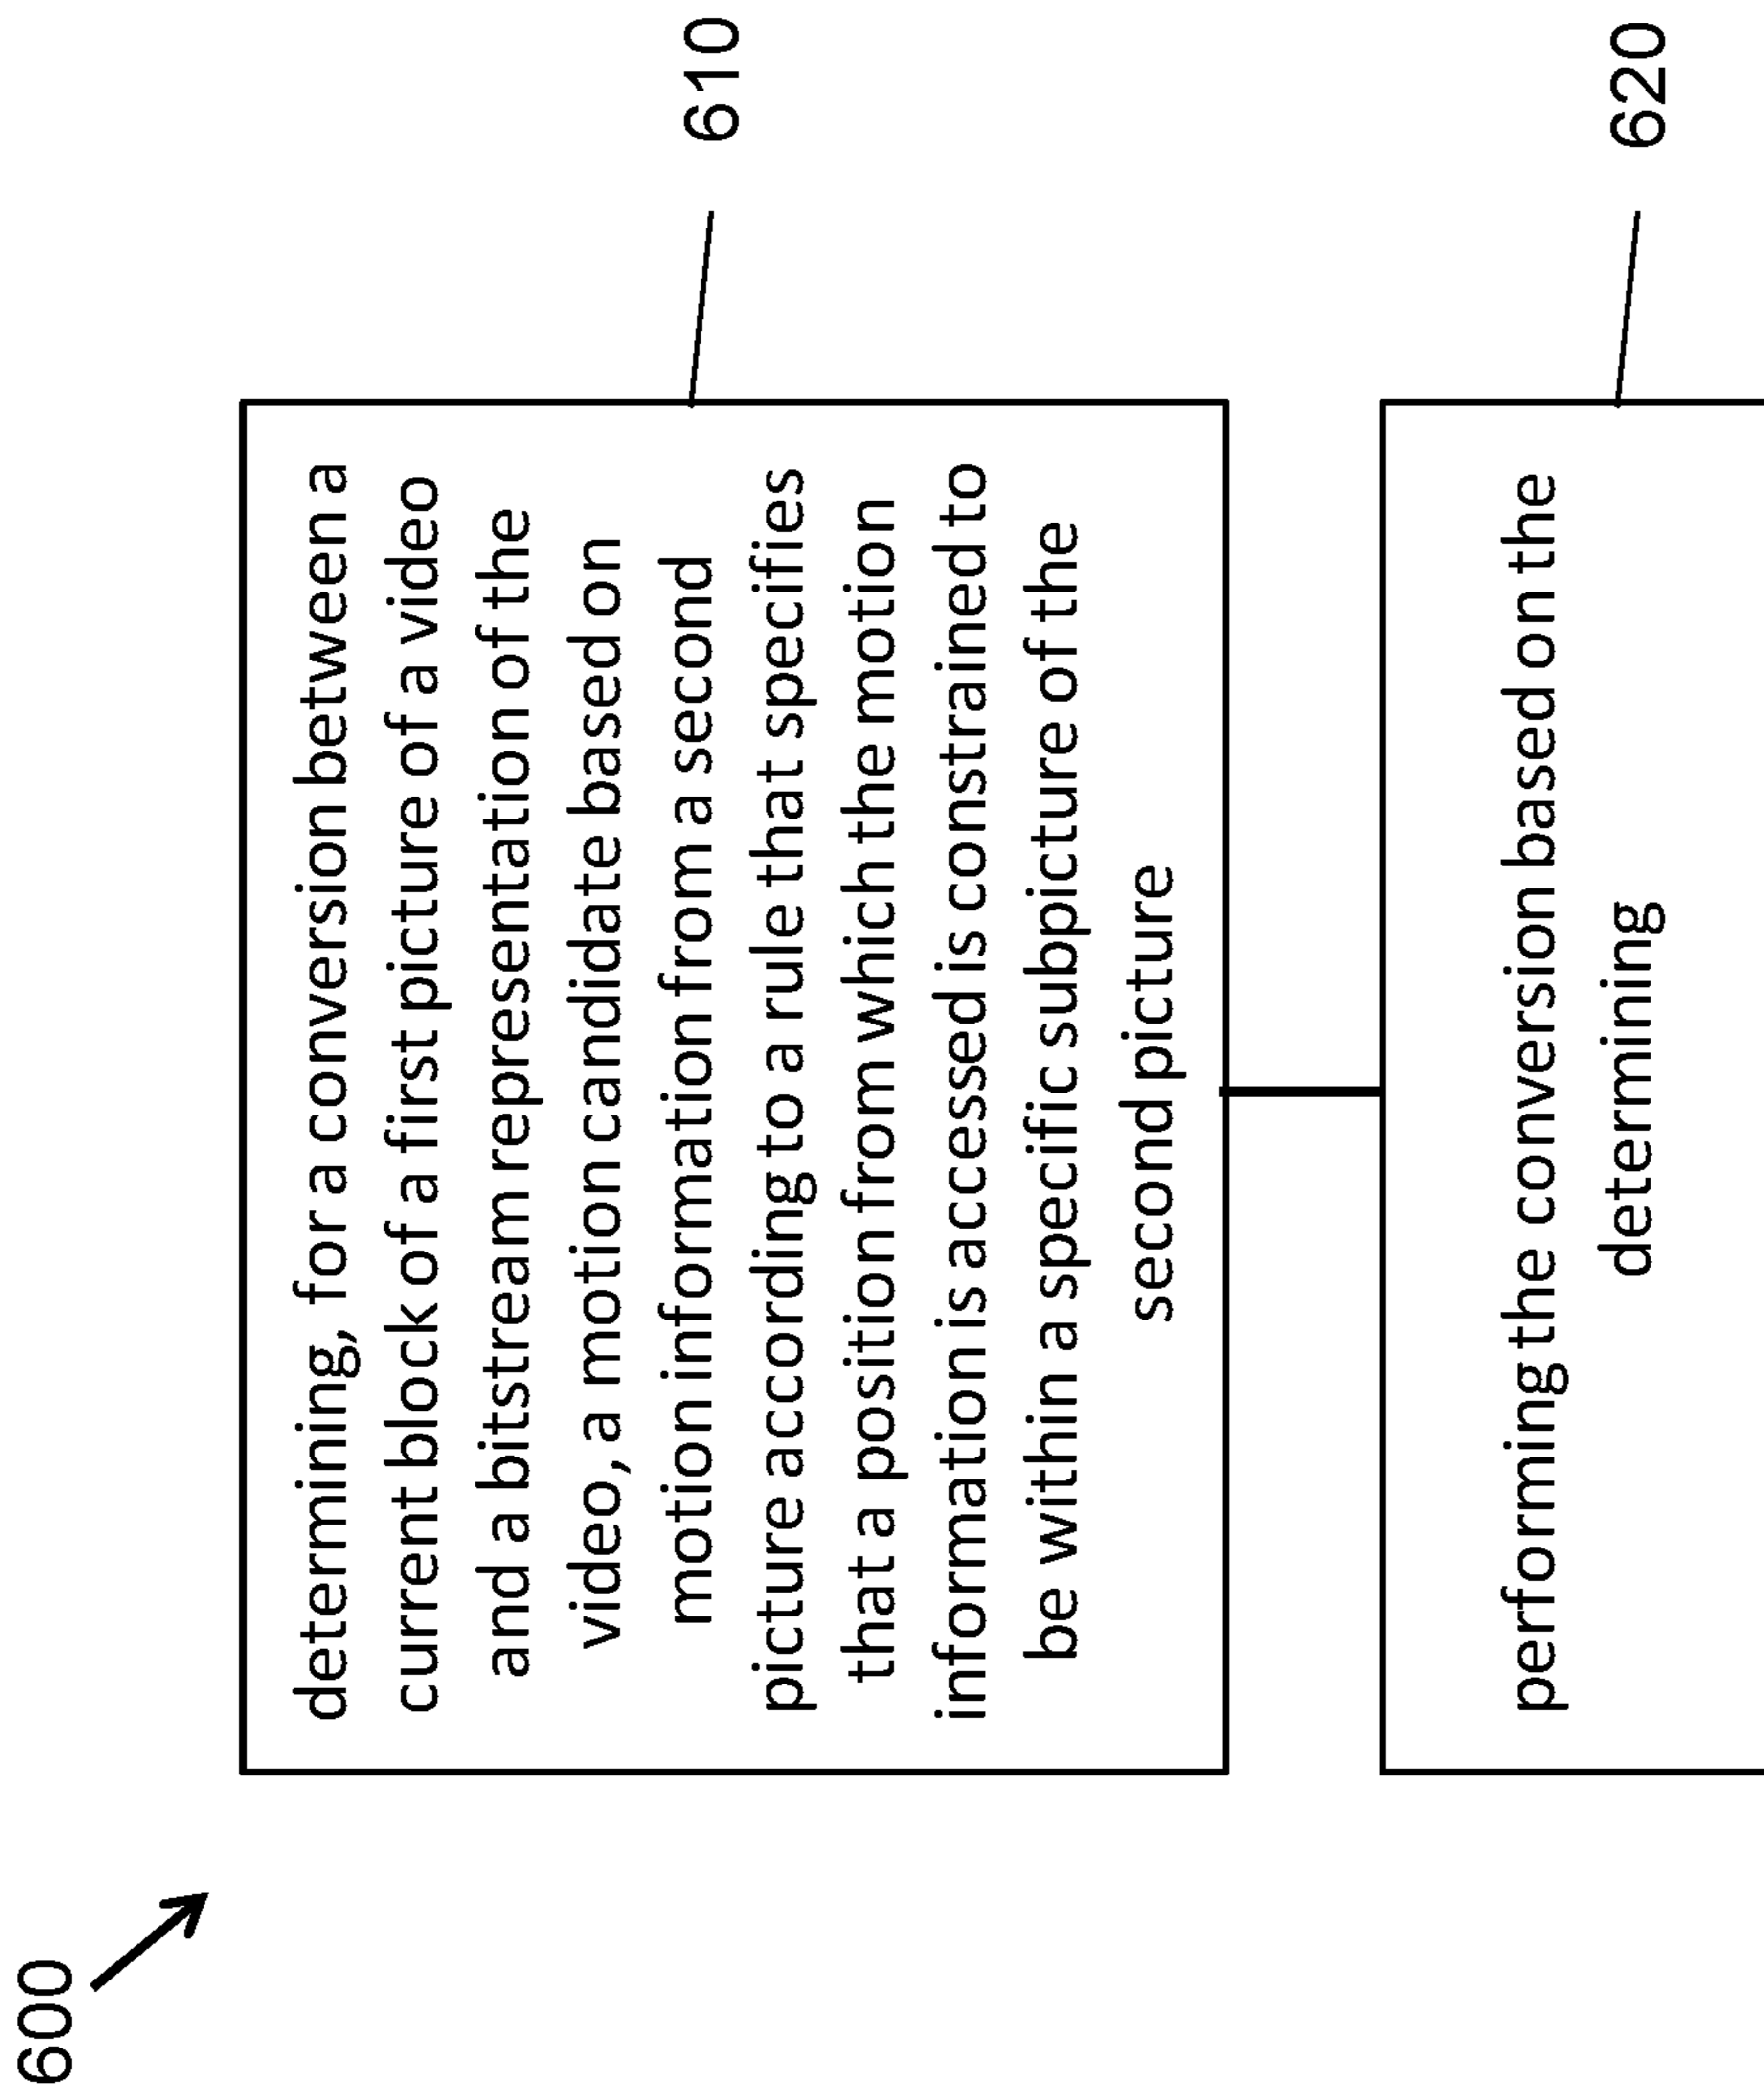 600
determining, for a conversion between a
current block of a first picture of a video
and a bitstream representation of the
video, a motion candidate based on
motion information from a second
picture according to a rule that specifies
that a position from which the motion
information is accessed is constrained to
be within a specific subpicture of the
second picture
610
performing the conversion based on the
determining
620